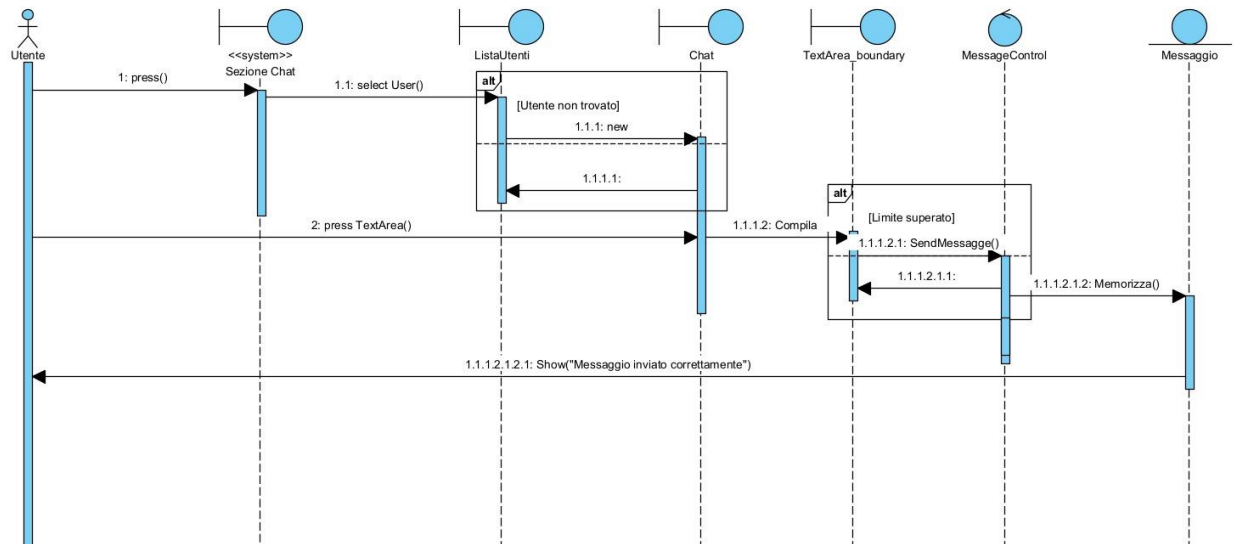 Utente
<<system>>
Sezione Chat
ListaUtenti
Chat
TextArea_boundary
MessageControl
Messaggio
1: press()
1.1: select User()
alt
[Utente non trovato]
1.1.1: new
1.1.1.1:
alt
[Limite superato]
2: press TextArea()
1.1.1.2: Compila
1.1.1.2.1: SendMessagge()
1.1.1.2.1.1:
1.1.1.2.1.2: Memorizza()
1.1.1.2.1.2.1: Show("Messaggio inviato correttamente")